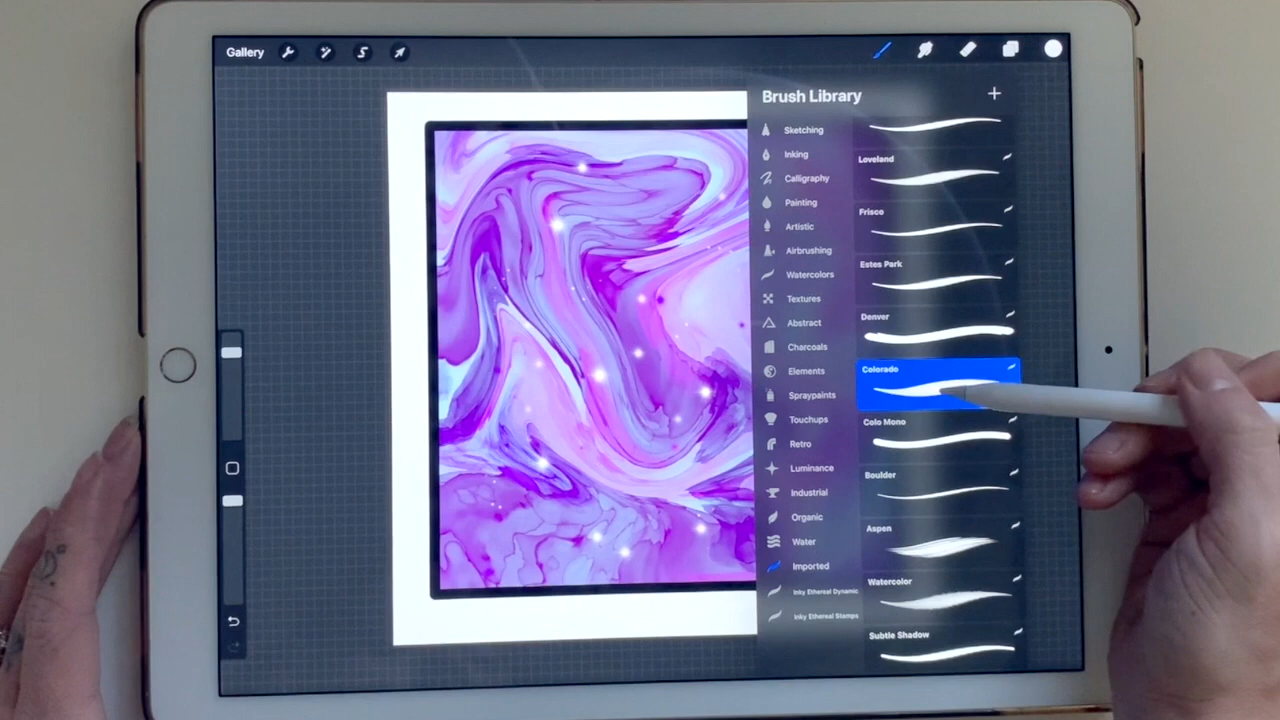 Gallery
Brush Library
Sketching
Inking
Calligraphy
Painting
Artistic
Airbrushing
Watercolors
Textures
Abstract
Charcoals
Elements
Spraypaints
Touchups
Retro
Luminance
Industrial
Organic
Water
Imported
Inky Ethereal Dynamic
Inky Ethereal Stamps
Loveland
Frisco
Estes Park
Denver
Colorado
Colo Mono
Boulder
Aspen
Watercolor
Subtle Shadow